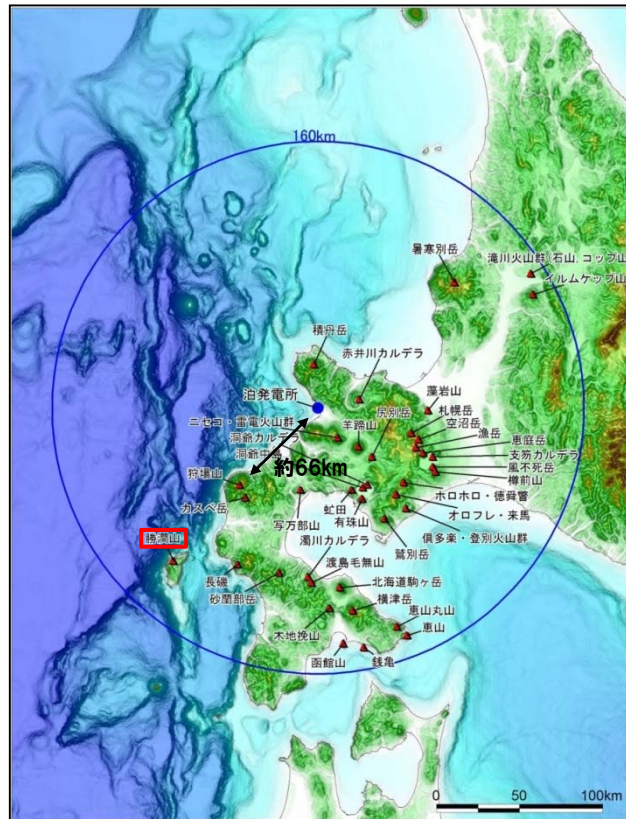 160km
暑寒別岳
滝川火山群(石山,コップ山
イルムケップ山
積丹岳
赤井川カルデラ
泊発電所
尻別岳
藻岩山
札幌岳
空沼岳
漁岳
恵庭岳
支笏カルデラ
風不死岳
樽前山
ニセコ・雷電火山群
羊蹄山
洞爺カルデラ
洞爺中島
約66km
狩場山
カスベ岳
写万部山
虻田
有珠山
ホロホロ・徳舜瞥
オロフレ・来馬
倶多楽・登別火山群
鷲別岳
勝澗山
濁川カルデラ
渡島毛無山
長磯
砂蘭部岳
北海道駒ヶ岳
横津岳
木地挽山
恵山丸山
恵山
函館山
銭亀
0 50 100km